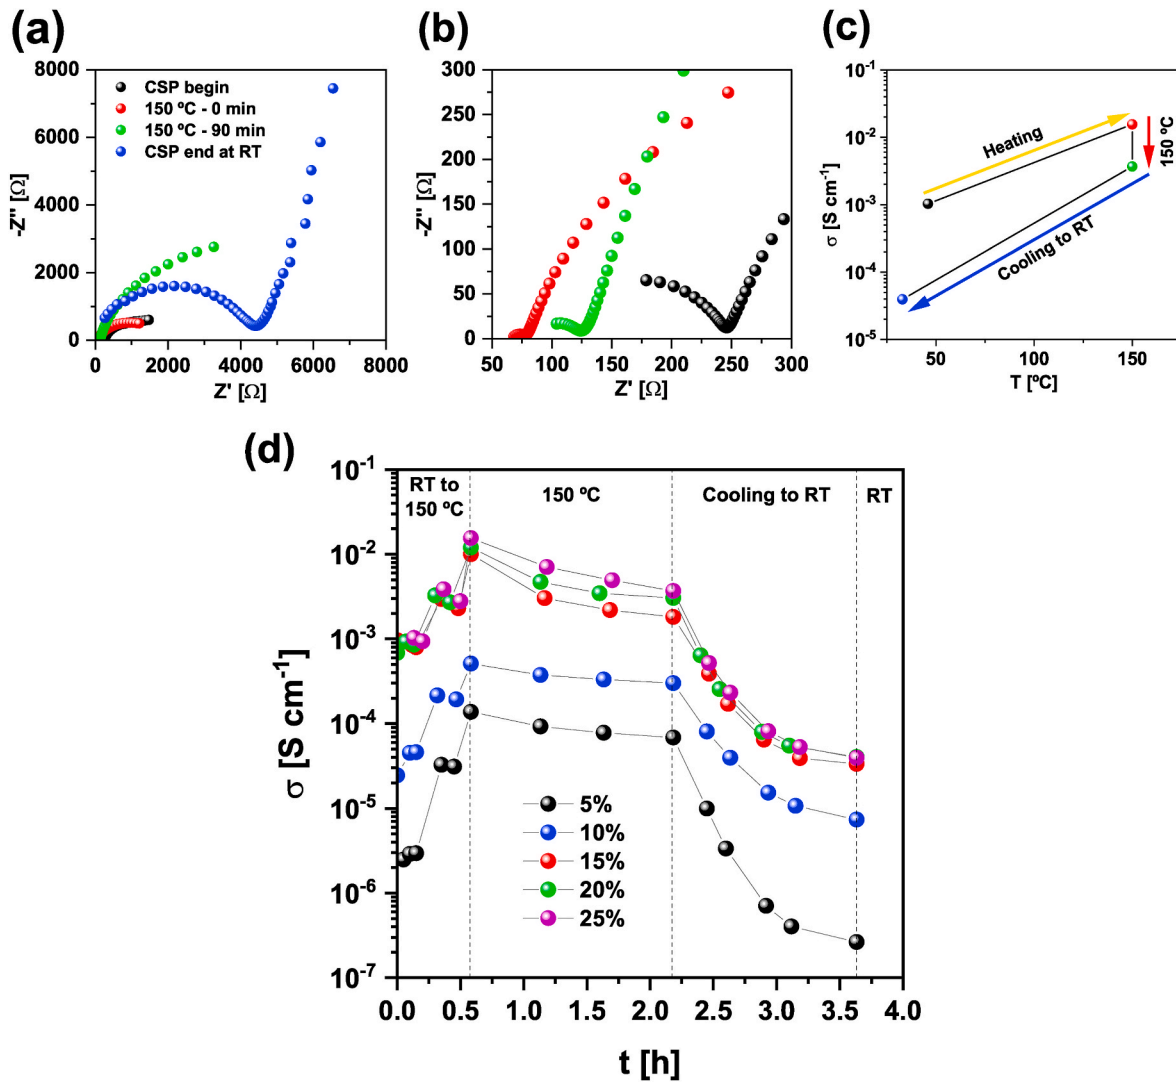 (a)
8000
6000
4000
2000
0
-Z'' [Ω]
CSP begin
150 ºC - 0 min
150 ºC - 90 min
CSP end at RT
0 2000 4000 6000 8000
Z' [Ω]
(b)
300
250
200
150
100
50
0
-Z'' [Ω]
50 100 150 200 250 300
Z' [Ω]
(c)
10-1
10-2
10-3
10-4
10-5
σ [S cm-1]
Heating
150 ºC
Cooling to RT
50 100 150
T [ºC]
(d)
10-1
10-2
10-3
10-4
10-5
10-6
10-7
σ [S cm-1]
RT to
150 ºC
150 ºC
Cooling to RT
RT
5%
10%
15%
20%
25%
0.0 0.5 1.0 1.5 2.0 2.5 3.0 3.5 4.0
t [h]